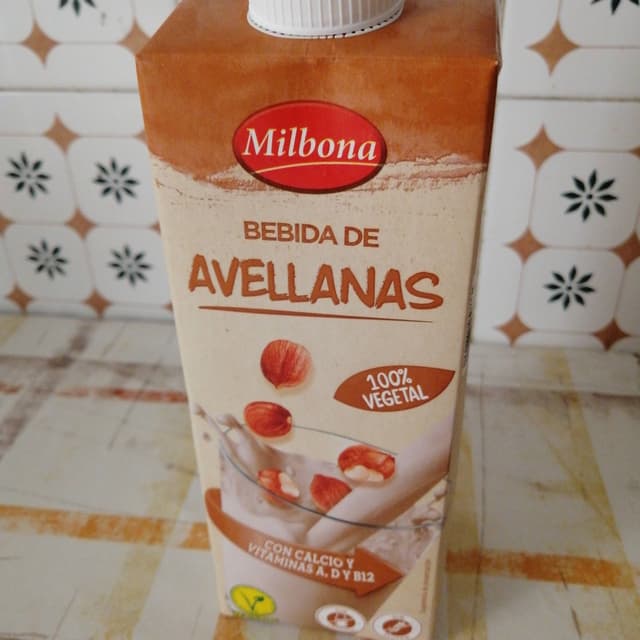 Milbona
BEBIDA DE
AVELLANAS
100%
VEGETAL
CON CALCIO Y
VITAMINAS A, D Y B12